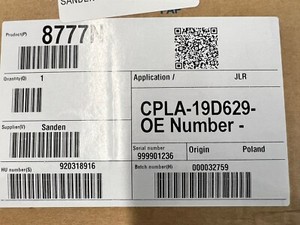 SANDEN
PAP
Product(P) 8777N
Quantity(Q) 1
Application / JLR
CPLA-19D629-
OE Number -
Supplier(V) Sanden
Serial number
999901236
Origin Poland
HU number(S) 920318916
Batch number(H) 000032759